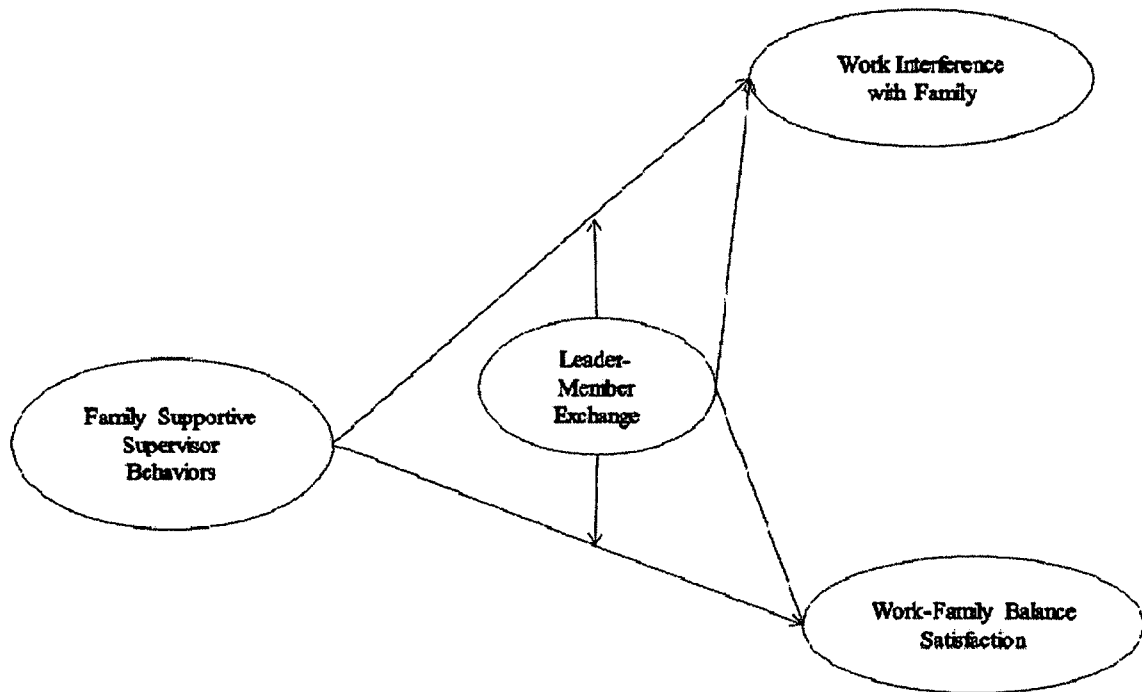 Work Interference
with Family
Leader-
Member
Exchange
Family Supportive
Supervisor
Behaviors
Work-Family Balance
Satisfaction